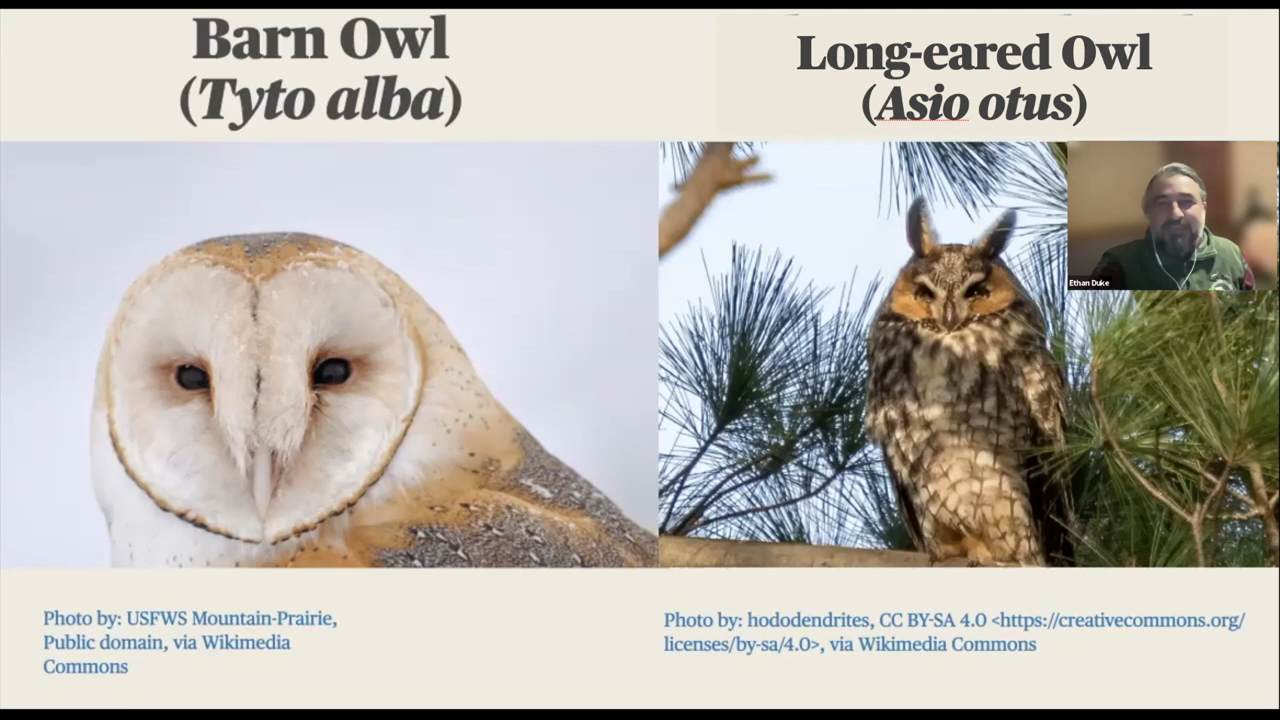 Barn Owl
(Tyto alba)
Long-eared Owl
(Asio otus)
Ethan Duke
Photo by: USFWS Mountain-Prairie,
Public domain, via Wikimedia
Commons
Photo by: hododendrites, CC BY-SA 4.0 <https://creativecommons.org/
licenses/by-sa/4.0>, via Wikimedia Commons